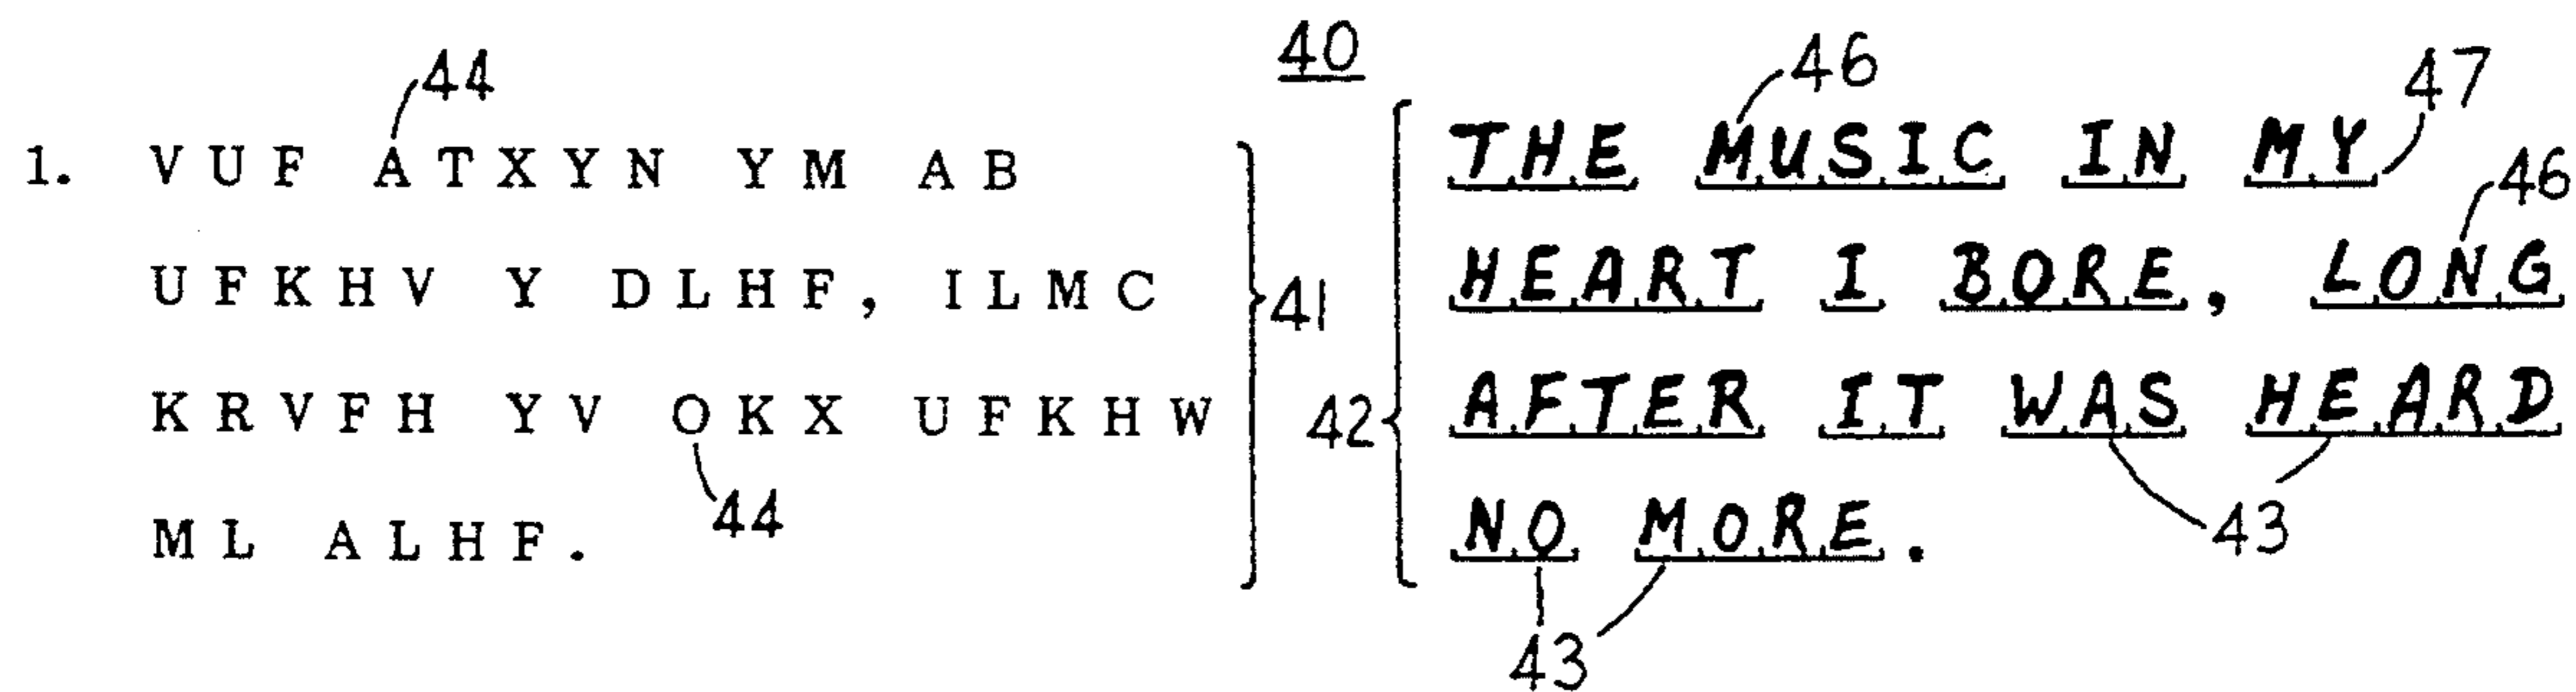 40
44 46 47
1. VUF ATXYN YM AB THE MUSIC IN MY
46
UFKHV Y DLHF, ILMC 41 HEART I BORE, LONG
KRVFH YV OKX UFKHW 42 AFTER IT WAS HEARD
44 43
ML ALHF. NO MORE.
43